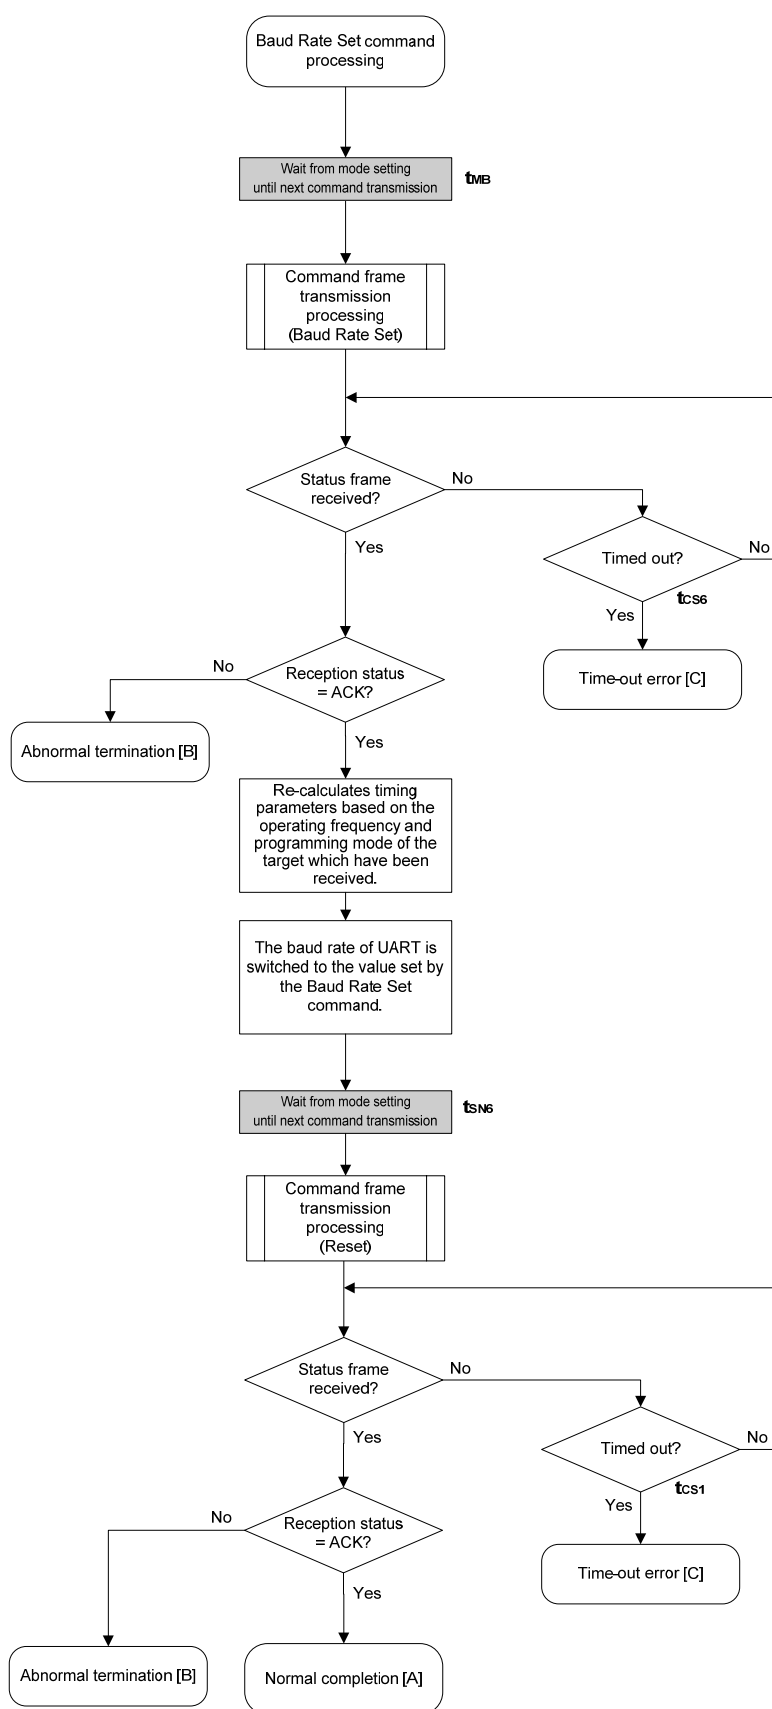 Baud Rate Set command
processing
Wait from mode setting
until next command transmission
tMB
Command frame
transmission
processing
(Baud Rate Set)
Status frame
received?
No
Yes
Timed out?
No
tCS6
Yes
Time-out error [C]
Reception status
= ACK?
No
Yes
Abnormal termination [B]
Re-calculates timing
parameters based on the
operating frequency and
programming mode of the
target which have been
received.
The baud rate of UART is
switched to the value set by
the Baud Rate Set
command.
Wait from mode setting
until next command transmission
tSN6
Command frame
transmission
processing
(Reset)
Status frame
received?
No
Yes
Timed out?
No
tCS1
Yes
Time-out error [C]
Reception status
= ACK?
No
Yes
Abnormal termination [B]
Normal completion [A]